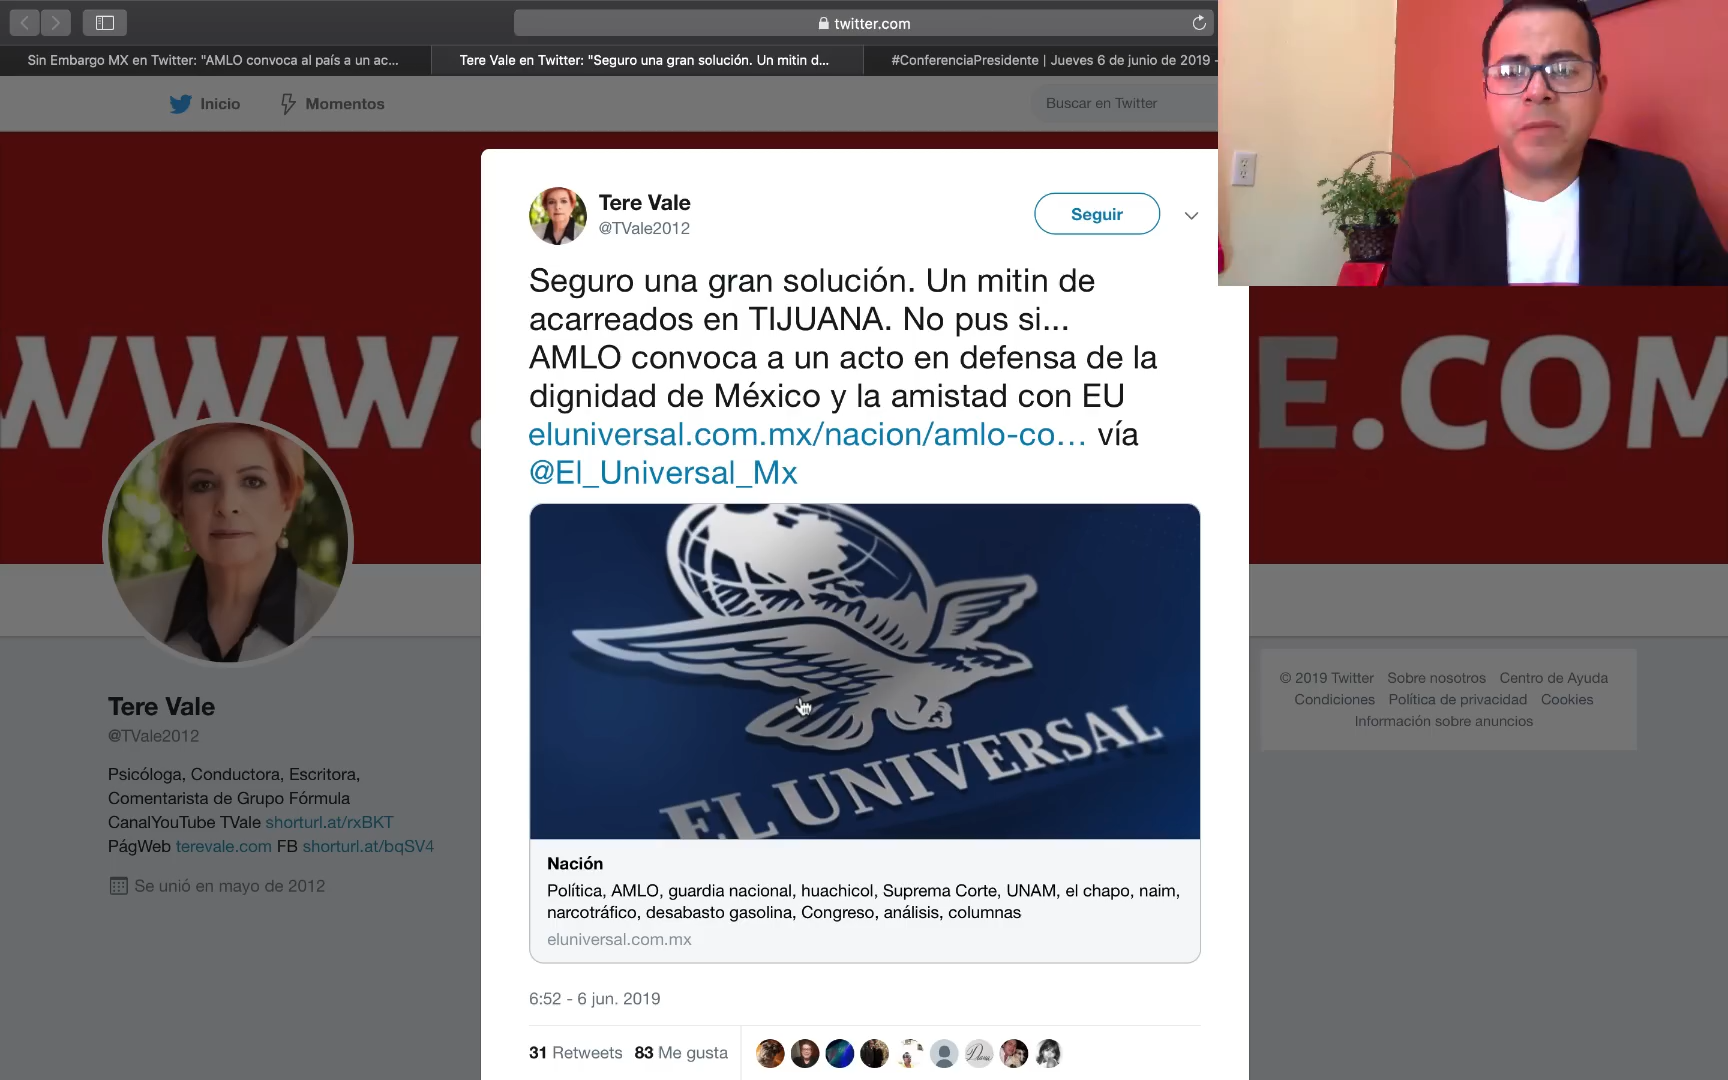 twitter.com
Sin Embargo MX en Twitter: "AMLO convoca al país a un ac...
Tere Vale en Twitter: "Seguro una gran solución. Un mitin d...
#ConferenciaPresidente | Jueves 6 de junio de 2019 -
Inicio
Momentos
Buscar en Twitter
WWW.
E.COM
Tere Vale
@TVale2012
Seguir
Seguro una gran solución. Un mitin de
acarreados en TIJUANA. No pus si...
AMLO convoca a un acto en defensa de la
dignidad de México y la amistad con EU
eluniversal.com.mx/nacion/amlo-co... vía
@El_Universal_Mx
EL UNIVERSAL
Nación
Política, AMLO, guardia nacional, huachicol, Suprema Corte, UNAM, el chapo, naim,
narcotráfico, desabasto gasolina, Congreso, análisis, columnas
eluniversal.com.mx
6:52 - 6 jun. 2019
31 Retweets 83 Me gusta
Tere Vale
@TVale2012
Psicóloga, Conductora, Escritora,
Comentarista de Grupo Fórmula
CanalYouTube TVale shorturl.at/rxBKT
PágWeb terevale.com FB shorturl.at/bqSV4
Se unió en mayo de 2012
© 2019 Twitter Sobre nosotros Centro de Ayuda
Condiciones Política de privacidad Cookies
Información sobre anuncios